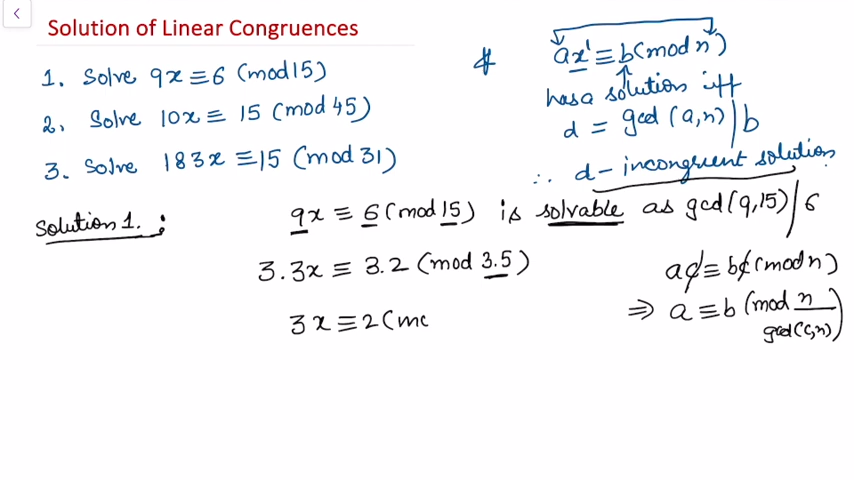 Solution of Linear Congruences
1. Solve 9x ≡ 6 (mod 15)
2. Solve 10x ≡ 15 (mod 45)
3. Solve 183x ≡ 15 (mod 31)
# ax' ≡ b(mod n)
has a solution iff
d = gcd (a,n) | b
∴ d - incongruent solution
Solution 1. : 9x ≡ 6 (mod 15) is solvable as gcd (9,15) / 6
3.3x ≡ 3.2 (mod 3.5)
ac ≡ bc (mod n)
3x ≡ 2 (mo
⇒ a ≡ b (mod n/gcd(c,n))